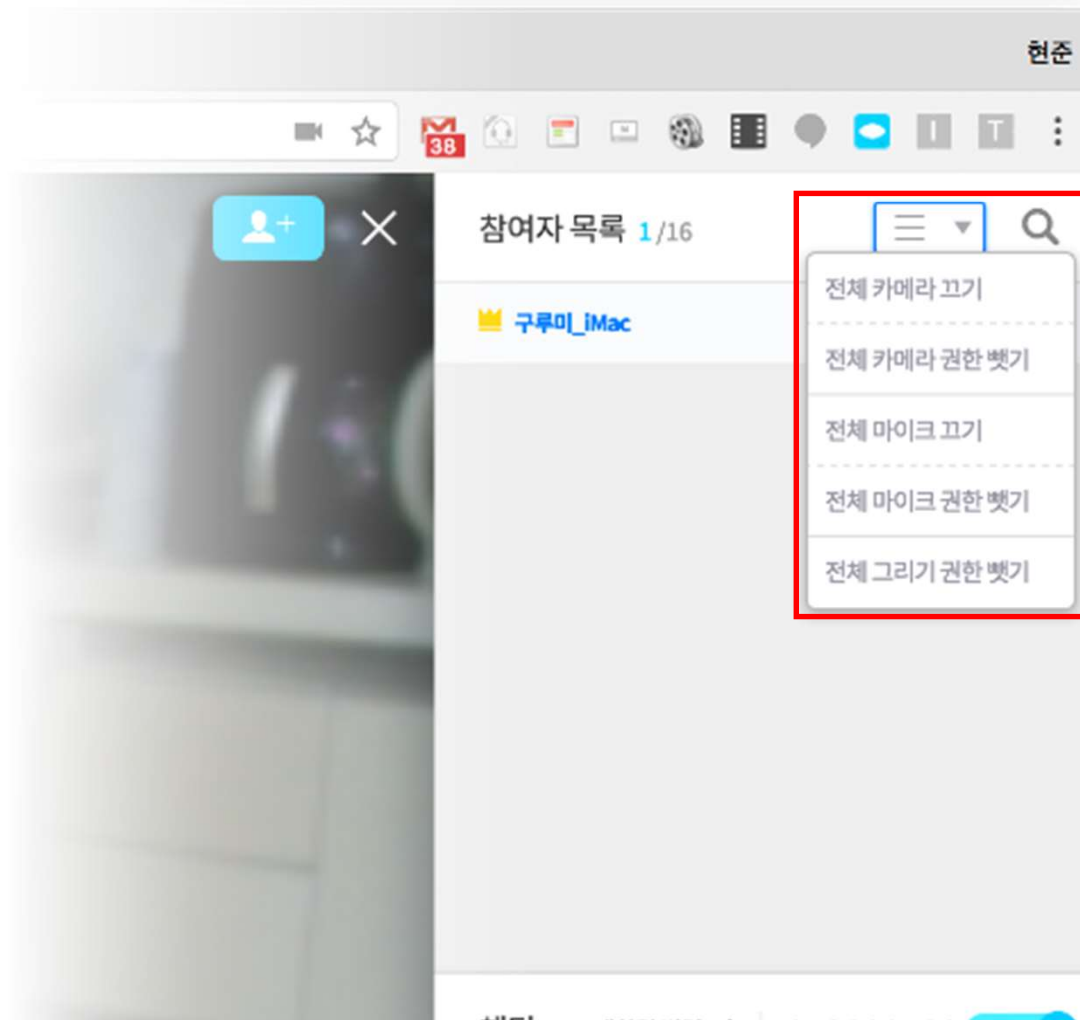 현준
38
I T
참여자 목록 1/16
구루미_iMac
전체 카메라 끄기
전체 카메라 권한 뺏기
전체 마이크 끄기
전체 마이크 권한 뺏기
전체 그리기 권한 뺏기